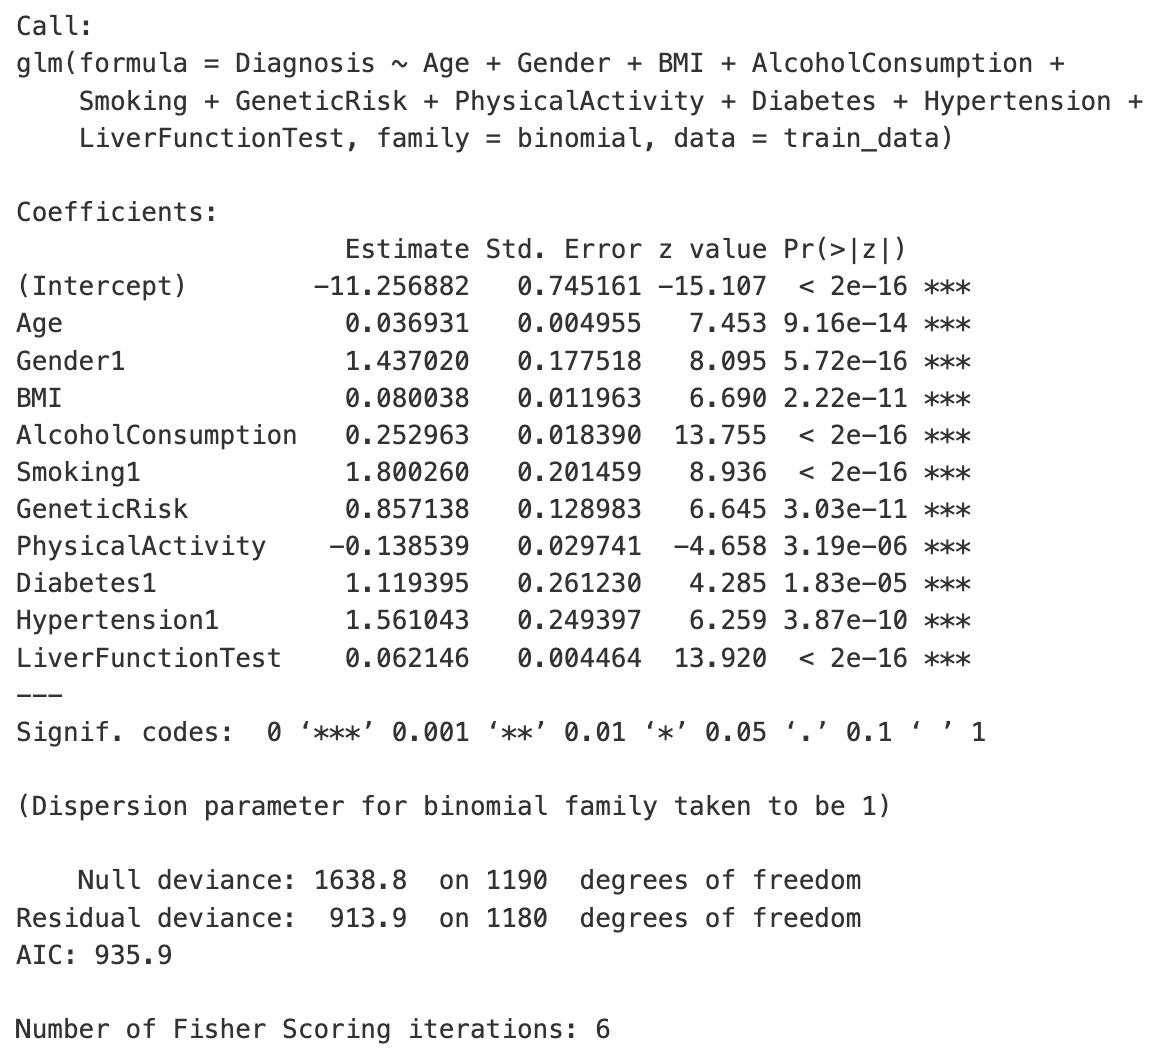 Call:
glm(formula = Diagnosis ~ Age + Gender + BMI + AlcoholConsumption +
    Smoking + GeneticRisk + PhysicalActivity + Diabetes + Hypertension +
    LiverFunctionTest, family = binomial, data = train_data)

Coefficients:
                     Estimate Std. Error z value Pr(>|z|)
(Intercept)        −11.256882   0.745161 −15.107  < 2e−16 ***
Age                  0.036931   0.004955   7.453 9.16e−14 ***
Gender1              1.437020   0.177518   8.095 5.72e−16 ***
BMI                  0.080038   0.011963   6.690 2.22e−11 ***
AlcoholConsumption   0.252963   0.018390  13.755  < 2e−16 ***
Smoking1             1.800260   0.201459   8.936  < 2e−16 ***
GeneticRisk          0.857138   0.128983   6.645 3.03e−11 ***
PhysicalActivity    −0.138539   0.029741  −4.658 3.19e−06 ***
Diabetes1            1.119395   0.261230   4.285 1.83e−05 ***
Hypertension1        1.561043   0.249397   6.259 3.87e−10 ***
LiverFunctionTest    0.062146   0.004464  13.920  < 2e−16 ***
−−−
Signif. codes:  0 ‘***’ 0.001 ‘**’ 0.01 ‘*’ 0.05 ‘.’ 0.1 ‘ ’ 1

(Dispersion parameter for binomial family taken to be 1)

    Null deviance: 1638.8  on 1190  degrees of freedom
Residual deviance:  913.9  on 1180  degrees of freedom
AIC: 935.9

Number of Fisher Scoring iterations: 6